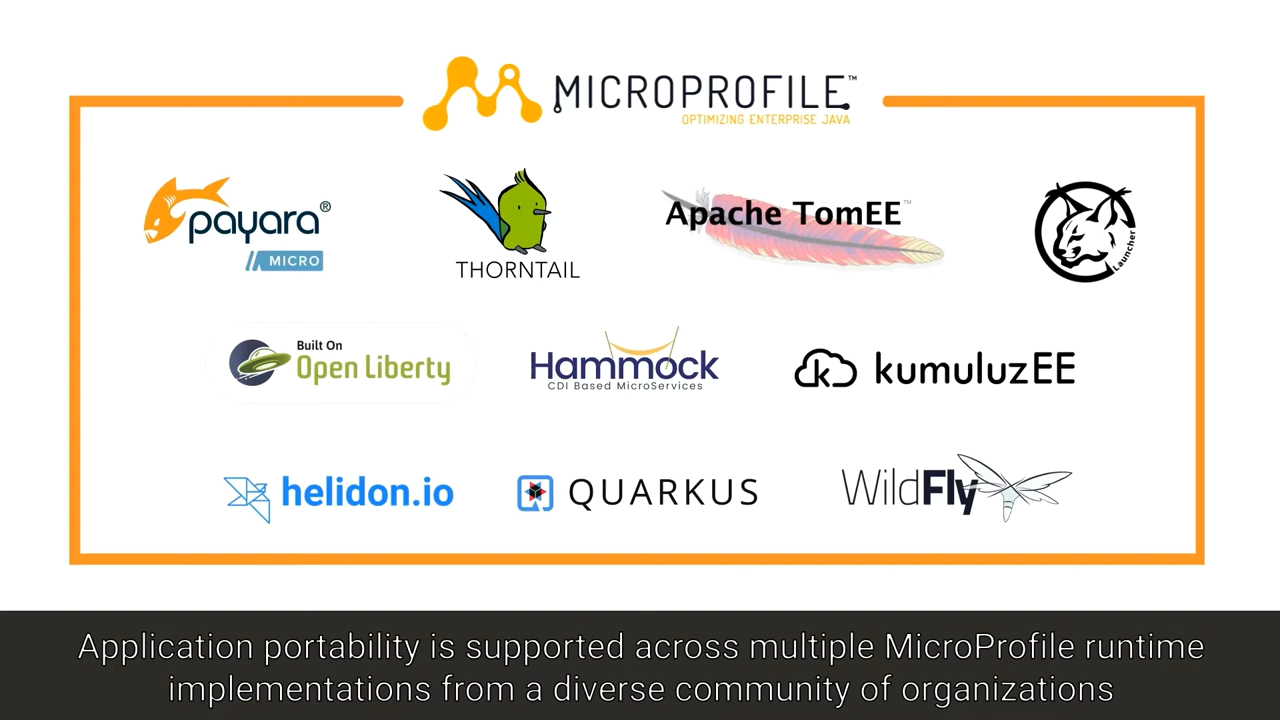 MICROPROFILE™
OPTIMIZING ENTERPRISE JAVA
payara®
MICRO
THORNTAIL
Apache TomEE™
Launcher
Built On
Open Liberty
Hammock
CDI Based MicroServices
kumuluzEE
helidon.io
QUARKUS
WildFly
Application portability is supported across multiple MicroProfile runtime
implementations from a diverse community of organizations